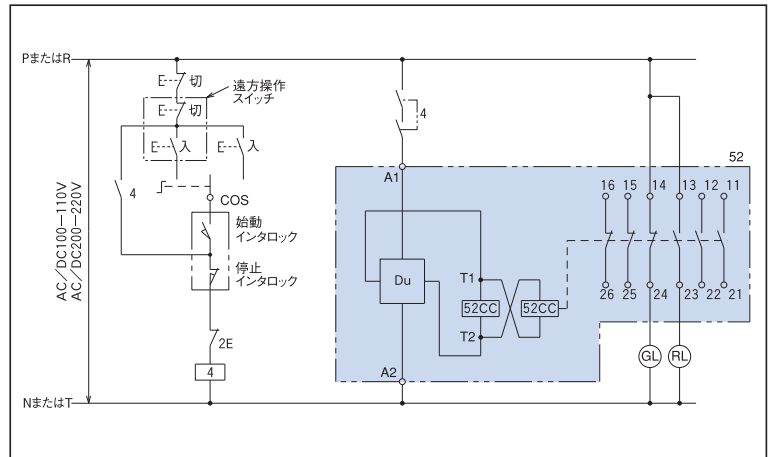 PまたはR
切
遠方操作
スイッチ
切
入
入
4
4
COS
始動
インタロック
停止
インタロック
2E
4
AC/DC100-110V
AC/DC200-220V
NまたはT
52
A1
Du
T1
52CC
52CC
T2
A2
16 15 14 13 12 11
26 25 24 23 22 21
GL
RL